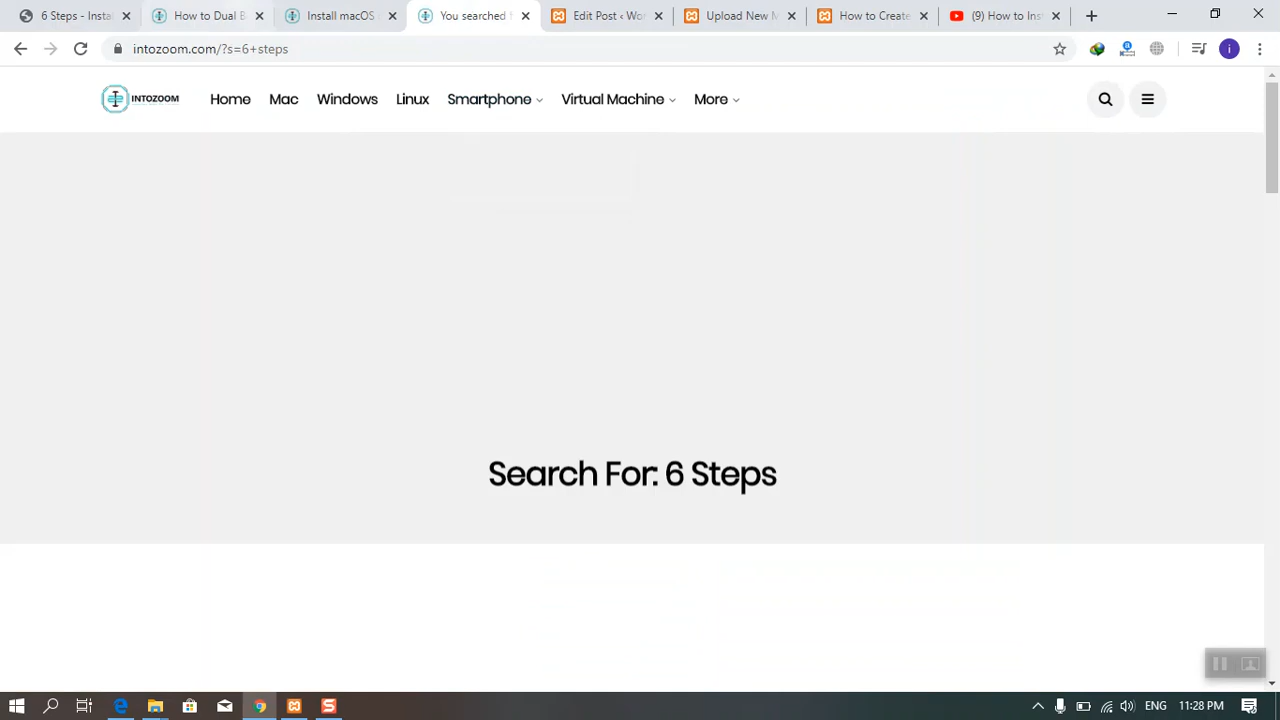 6 Steps - Insta
How to Dual B
Install macOS
You searched f
Edit Post ‹ Wo
Upload New M
How to Create
(9) How to Inst
intozoom.com/?s=6+steps
i
INTOZOOM
Home
Mac
Windows
Linux
Smartphone
Virtual Machine
More
Search For: 6 Steps
ENG
11:28 PM